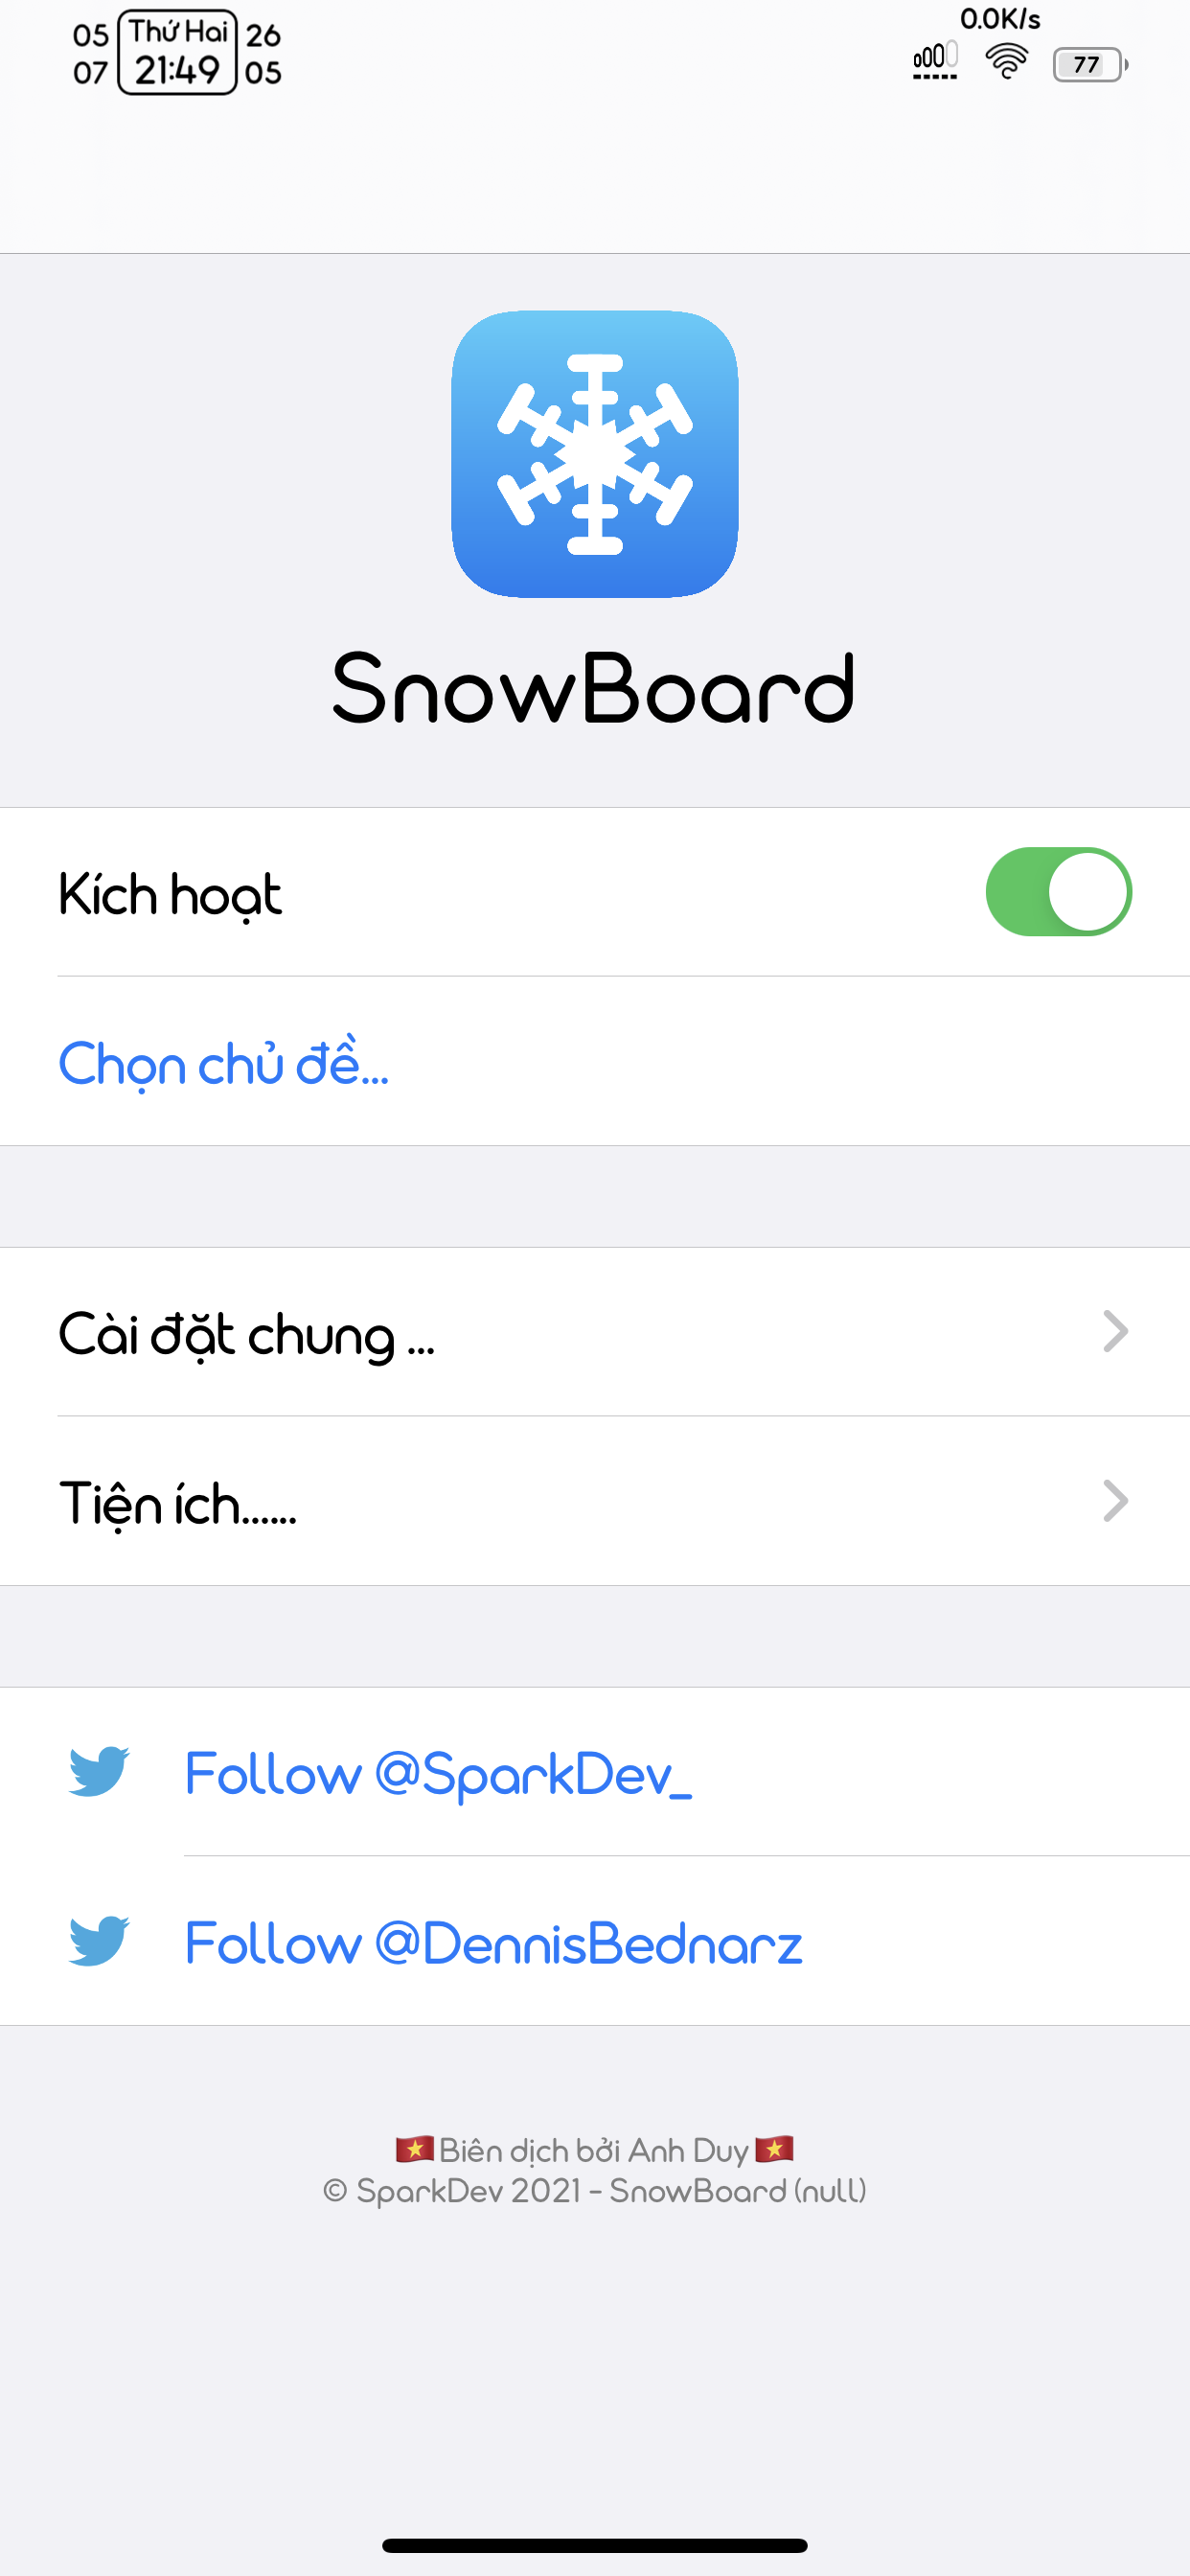 05 Thứ Hai 26
07 21:49 05
0.0K/s
77
SnowBoard
Kích hoạt
Chọn chủ đề...
Cài đặt chung ...
Tiện ích......
Follow @SparkDev_
Follow @DennisBednarz
🇻🇳Biên dịch bởi Anh Duy🇻🇳
© SparkDev 2021 - SnowBoard (null)